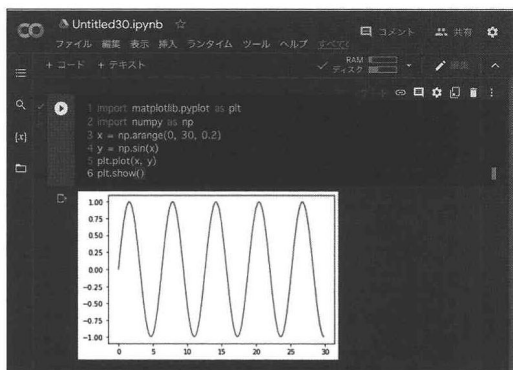 CO Untitled30.ipynb
コメント 共有
ファイル 編集 表示 挿入 ランタイム ツール ヘルプ すべて
+ コード + テキスト
RAM
ディスク
編集
[x]
1 import matplotlib.pyplot as plt
2 import numpy as np
3 x = np.arange(0, 30, 0.2)
4 y = np.sin(x)
5 plt.plot(x, y)
6 plt.show()
1.00
0.75
0.50
0.25
0.00
−0.25
−0.50
−0.75
−1.00
0 5 10 15 20 25 30